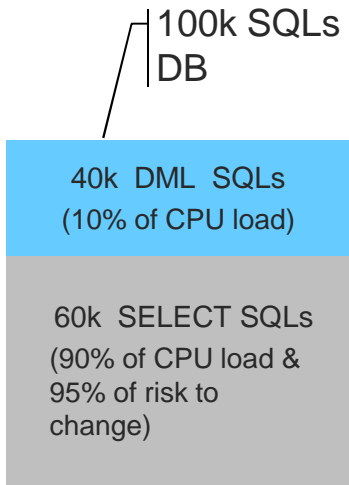 100k SQLs
DB
40k DML SQLs
(10% of CPU load)
60k SELECT SQLs
(90% of CPU load &
95% of risk to
change)